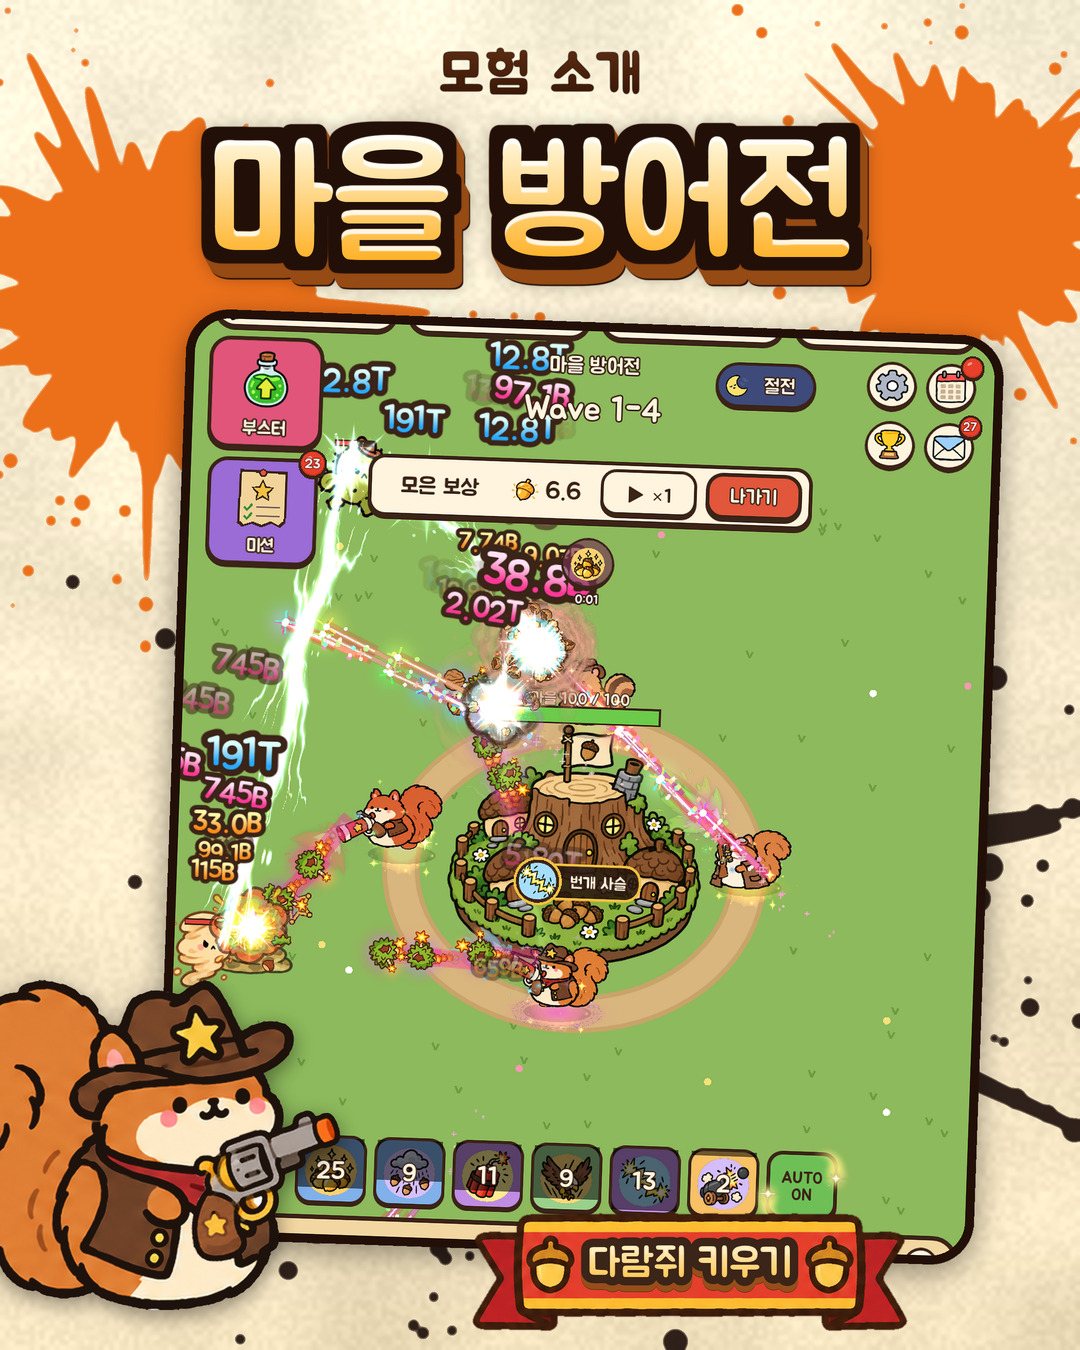 모험 소개
마을 방어전
부스터
2.8T
191T
12.8T
97.1B
12.8T
마을 방어전
Wave 1-4
절전
27
23
미션
모은 보상 6.6
▶ ×1
나가기
7.74B
38.8
2.02T
0:01
745B
45B
마을 100 / 100
191T
745B
33.0B
99.1B
115B
번개 사슬
25
9
11
9
13
2
AUTO
ON
다람쥐 키우기